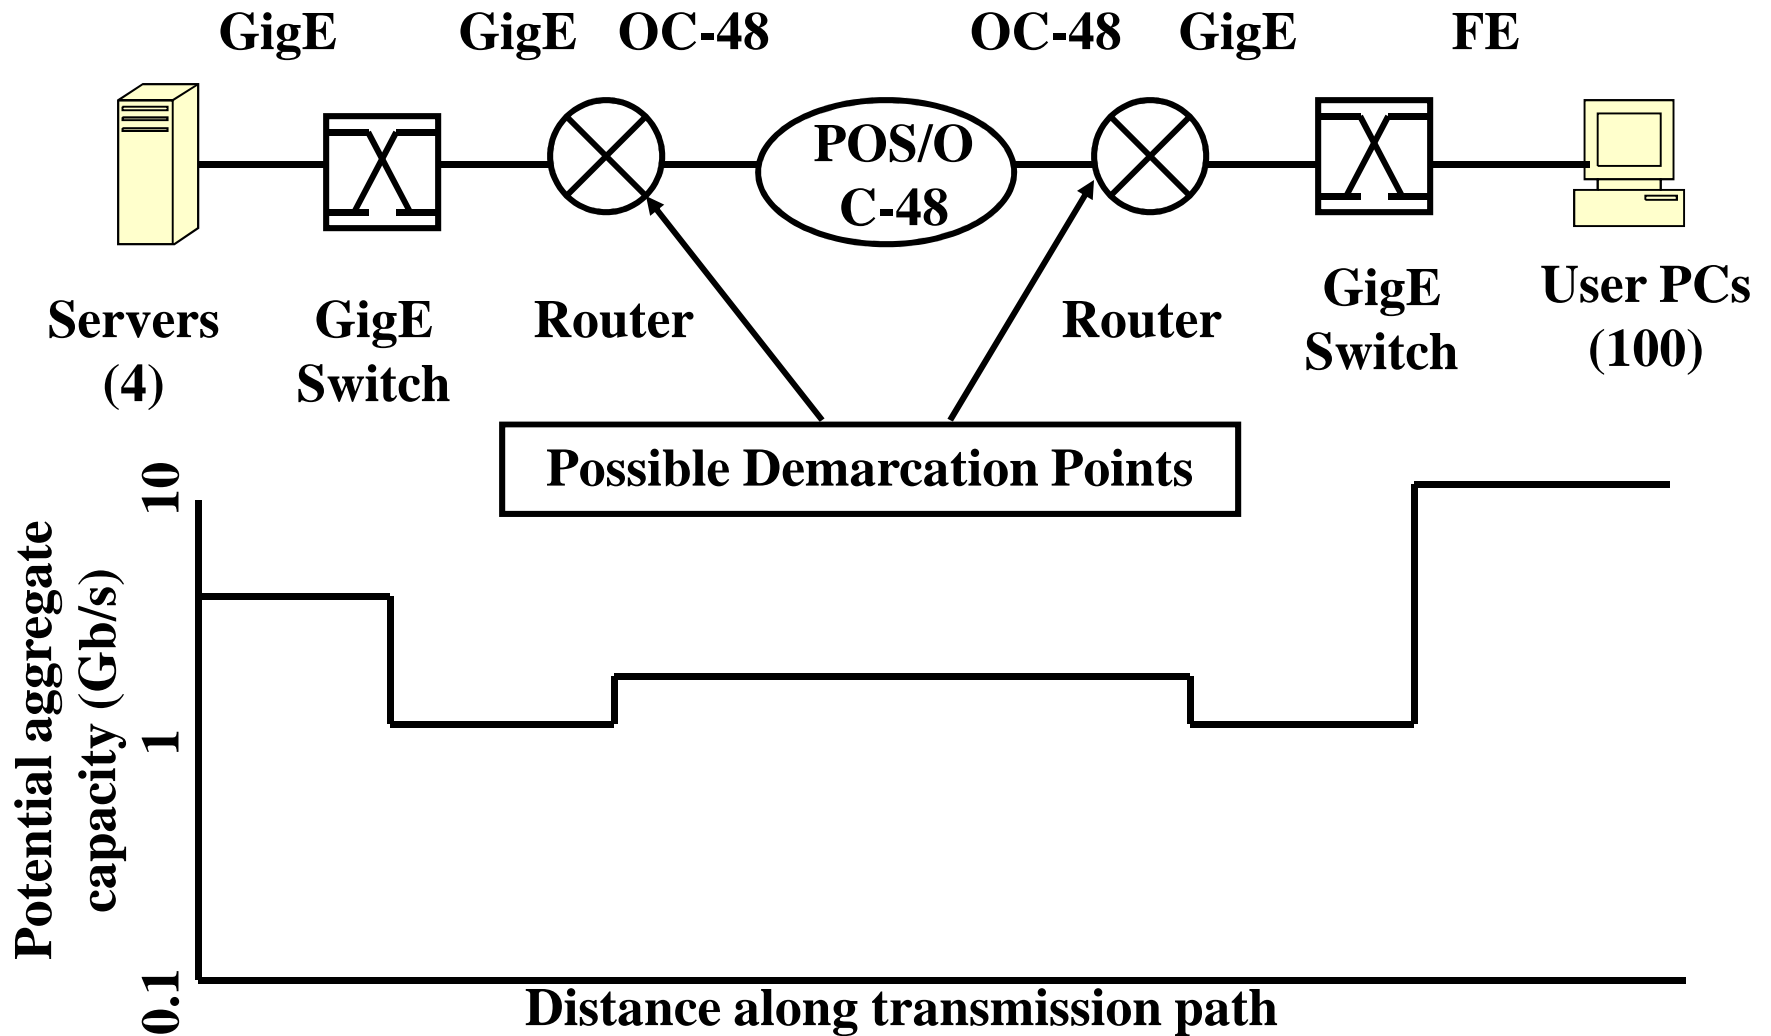 GigE GigE OC-48 OC-48 GigE FE
POS/O
C-48
Servers
(4)
GigE
Switch
Router
Router
GigE
Switch
User PCs
(100)
Possible Demarcation Points
Potential aggregate
capacity (Gb/s)
10
1
0.1
Distance along transmission path